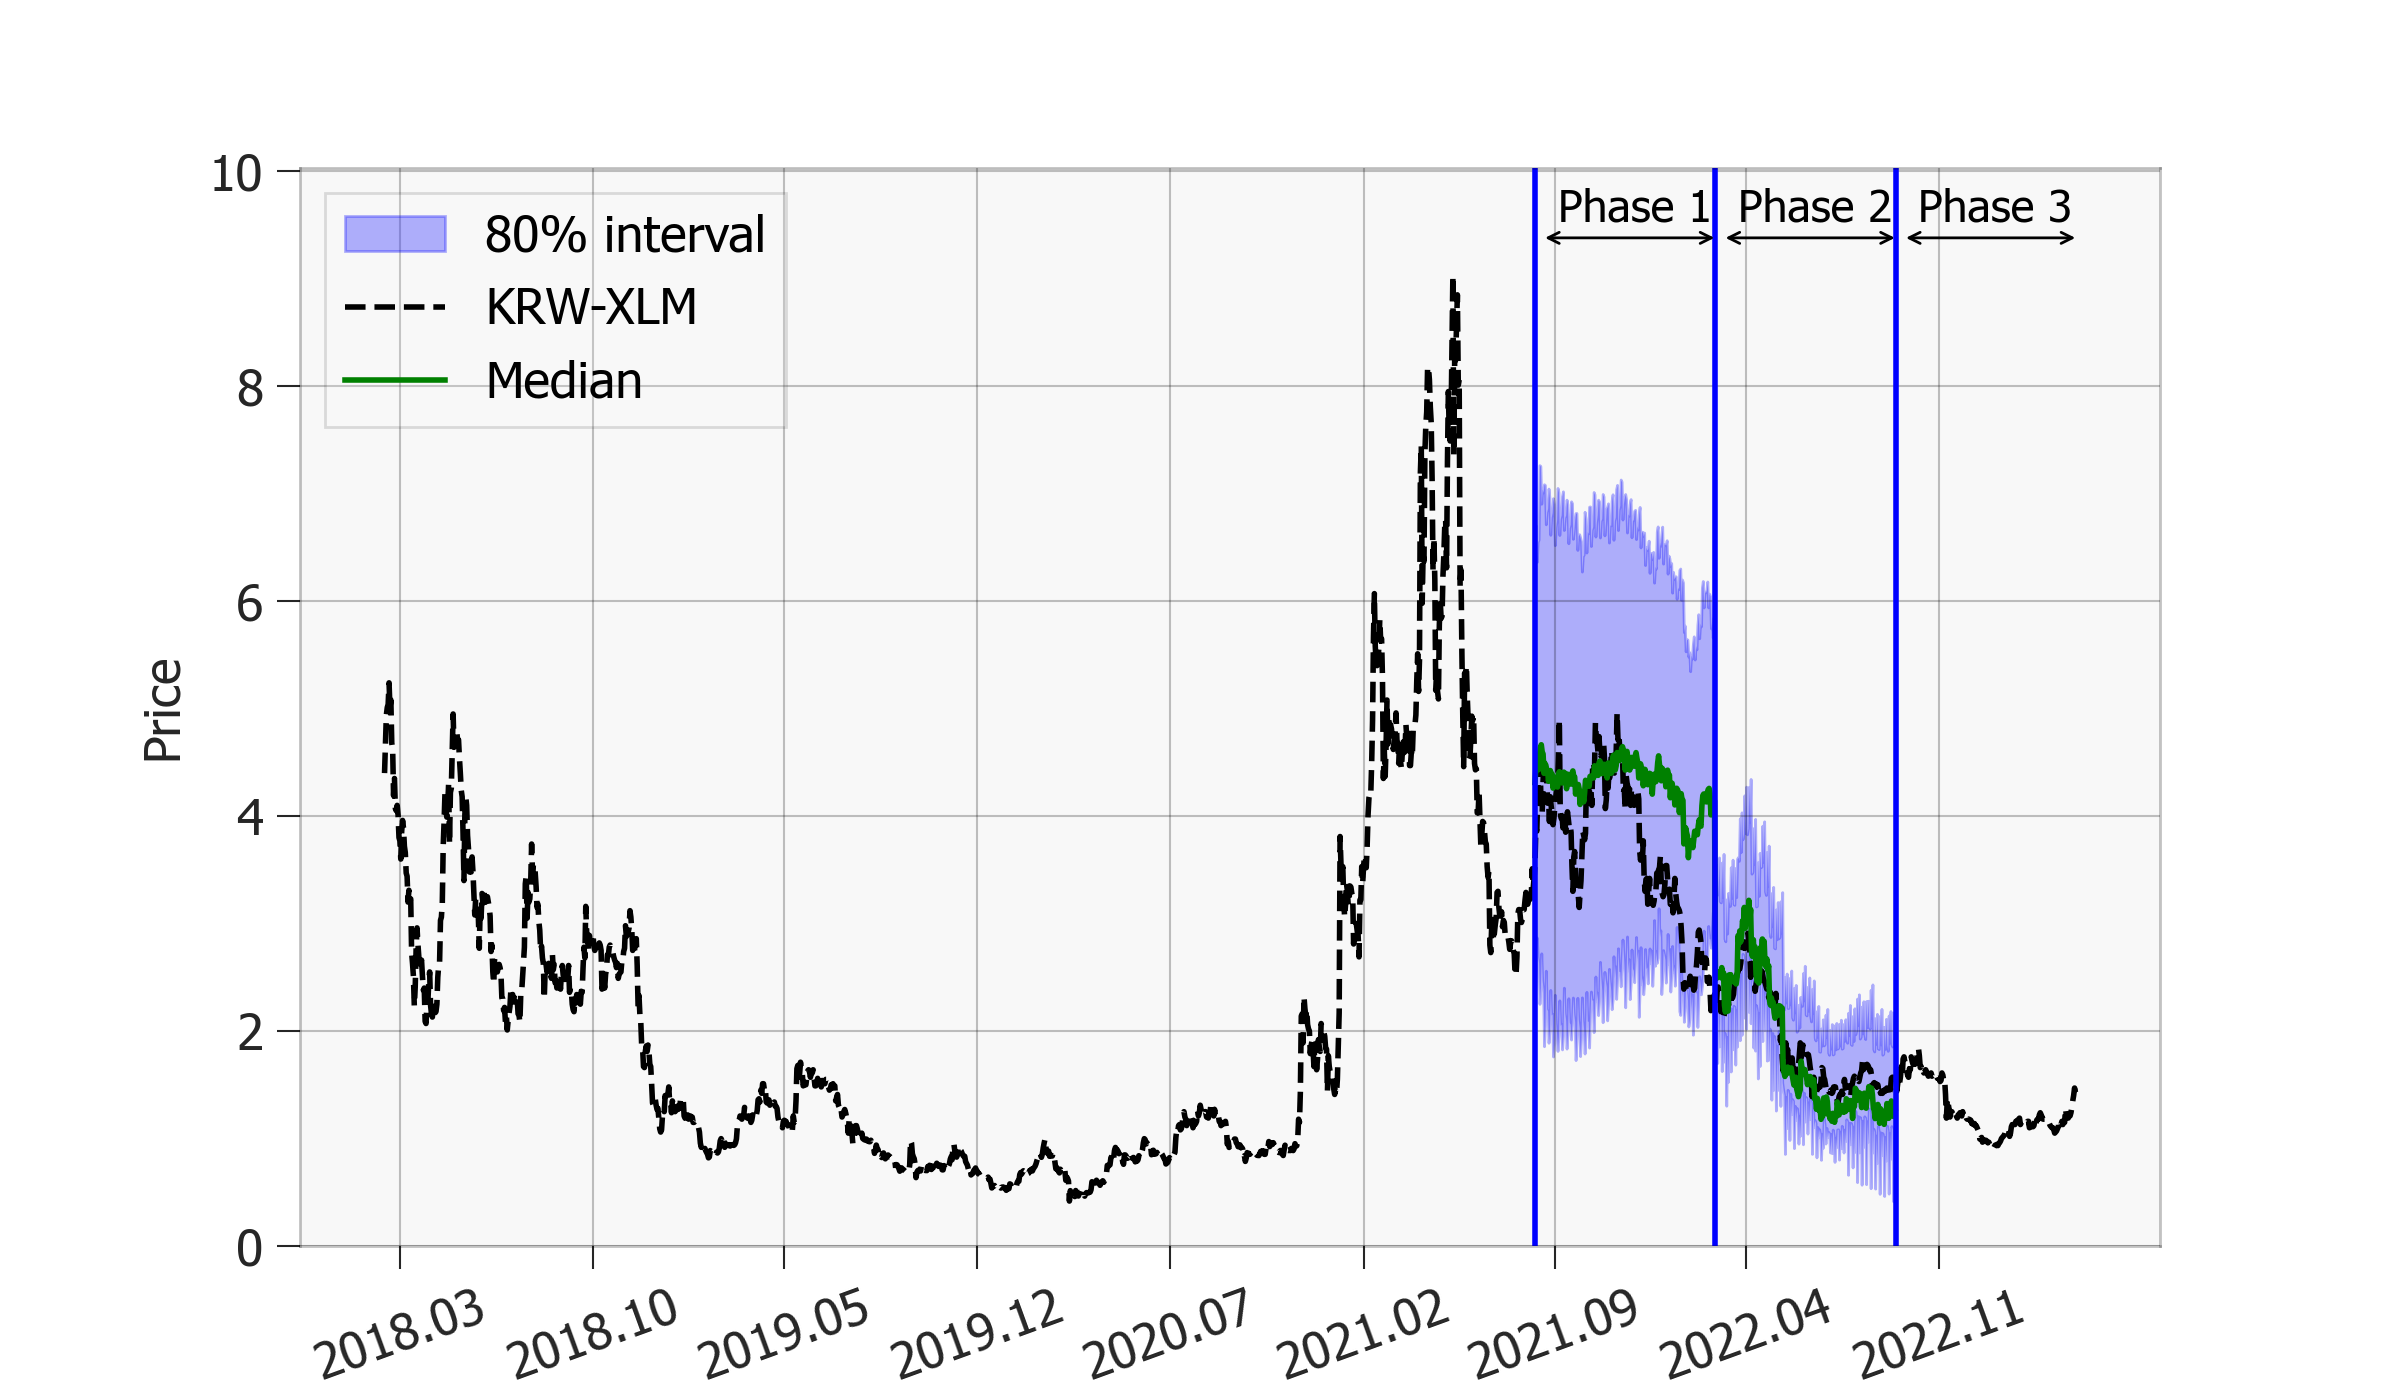 10
8
6
4
2
0
Price
80% interval
KRW-XLM
Median
Phase 1
Phase 2
Phase 3
2018.03
2018.10
2019.05
2019.12
2020.07
2021.02
2021.09
2022.04
2022.11